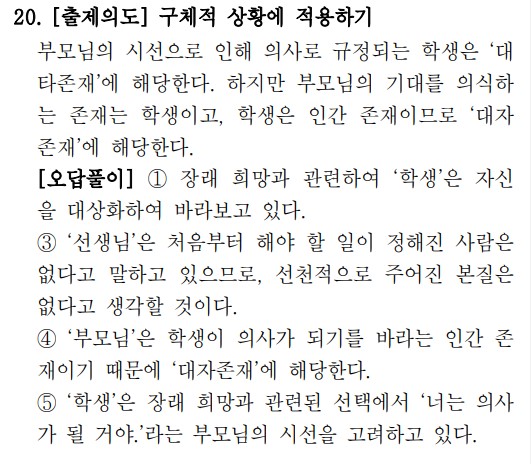 20. [출제의도] 구체적 상황에 적용하기
부모님의 시선으로 인해 의사로 규정되는 학생은 ‘대
타존재’에 해당한다. 하지만 부모님의 기대를 의식하
는 존재는 학생이고, 학생은 인간 존재이므로 ‘대자
존재’에 해당한다.
[오답풀이] ① 장래 희망과 관련하여 ‘학생’은 자신
을 대상화하여 바라보고 있다.
③ ‘선생님’은 처음부터 해야 할 일이 정해진 사람은
없다고 말하고 있으므로, 선천적으로 주어진 본질은
없다고 생각할 것이다.
④ ‘부모님’은 학생이 의사가 되기를 바라는 인간 존
재이기 때문에 ‘대자존재’에 해당한다.
⑤ ‘학생’은 장래 희망과 관련된 선택에서 ‘너는 의사
가 될 거야.’라는 부모님의 시선을 고려하고 있다.